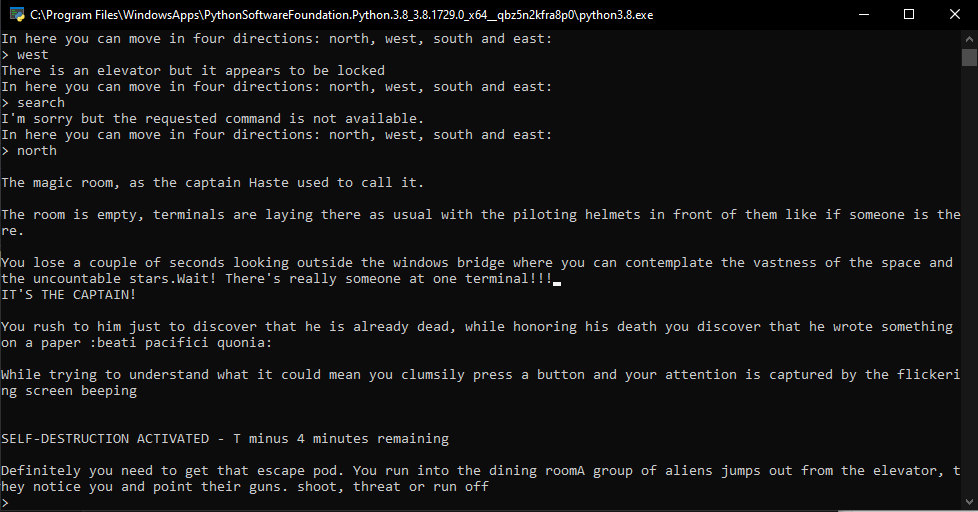 C:\Program Files\WindowsApps\PythonSoftwareFoundation.Python.3.8_3.8.1729.0_x64__qbz5n2kfra8p0\python3.8.exe
In here you can move in four directions: north, west, south and east:
> west
There is an elevator but it appears to be locked
In here you can move in four directions: north, west, south and east:
> search
I'm sorry but the requested command is not available.
In here you can move in four directions: north, west, south and east:
> north
The magic room, as the captain Haste used to call it.
The room is empty, terminals are laying there as usual with the piloting helmets in front of them like if someone is the
re.
You lose a couple of seconds looking outside the windows bridge where you can contemplate the vastness of the space and
the uncountable stars.Wait! There's really someone at one terminal!!!
IT'S THE CAPTAIN!
You rush to him just to discover that he is already dead, while honoring his death you discover that he wrote something
on a paper :beati pacifici quonia:
While trying to understand what it could mean you clumsily press a button and your attention is captured by the flickeri
ng screen beeping
SELF-DESTRUCTION ACTIVATED - T minus 4 minutes remaining
Definitely you need to get that escape pod. You run into the dining roomA group of aliens jumps out from the elevator, t
hey notice you and point their guns. shoot, threat or run off
>